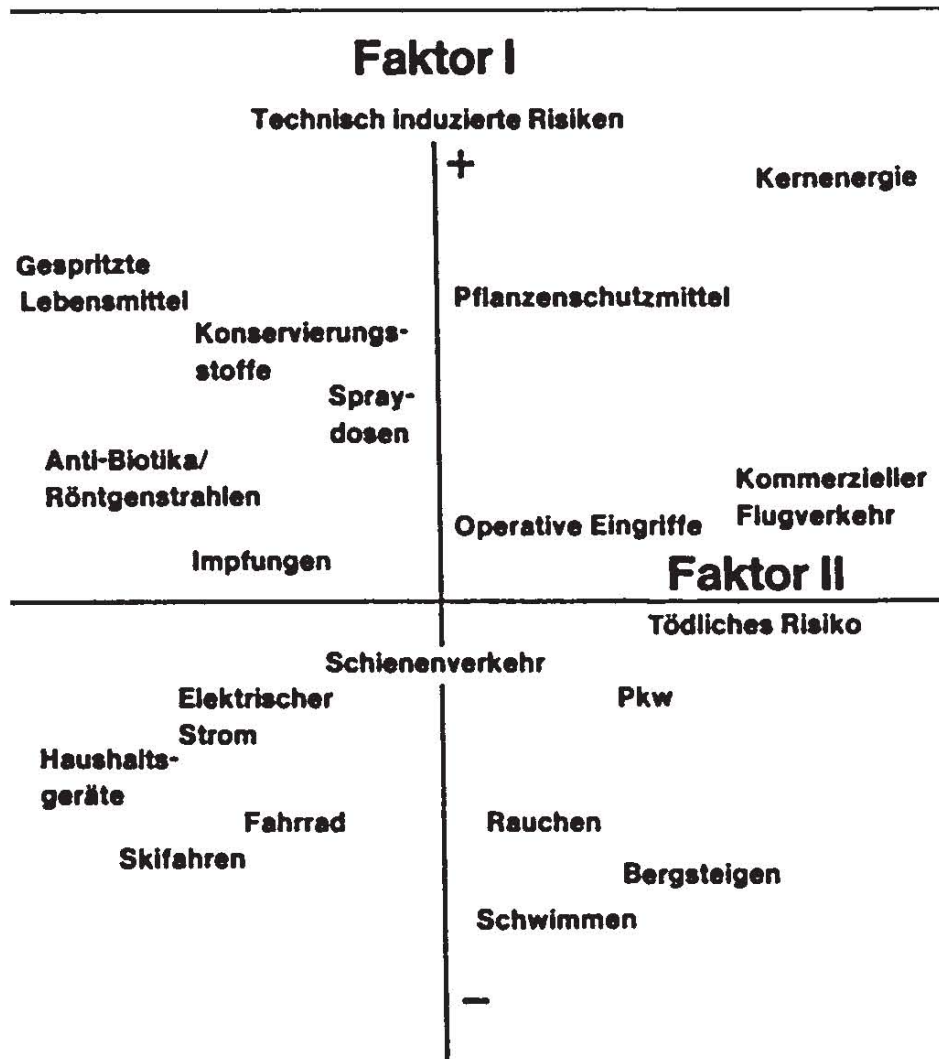 Faktor I
Technisch induzierte Risiken
+
Kernenergie
Gespritzte
Lebensmittel
Pflanzenschutzmittel
Konservierungs-
stoffe
Spray-
dosen
Anti-Biotika/
Röntgenstrahlen
Kommerzieller
Flugverkehr
Operative Eingriffe
Impfungen
Faktor II
Tödliches Risiko
Schienenverkehr
Elektrischer
Strom
Pkw
Haushalts-
geräte
Fahrrad
Rauchen
Skifahren
Bergsteigen
Schwimmen
−